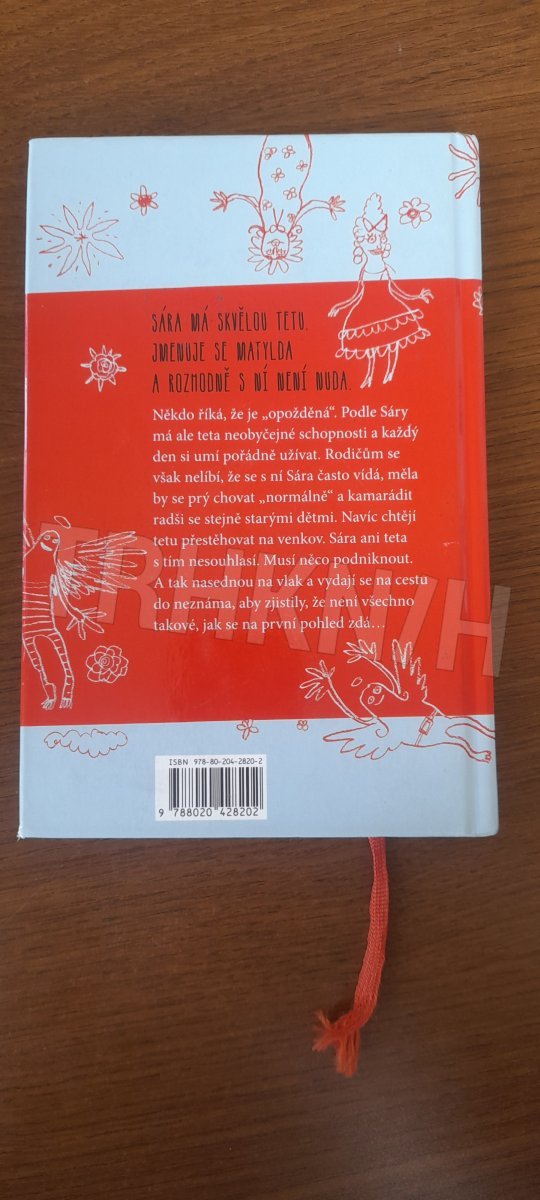 SÁRA MÁ SKVĚLOU TETU.
JMENUJE SE MATYLDA
A ROZHODNĚ S NÍ NENÍ NUDA.
Někdo říká, že je „opožděná“. Podle Sáry
má ale teta neobyčejné schopnosti a každý
den si umí pořádně užívat. Rodičům se
však nelíbí, že se s ní Sára často vídá, měla
by se prý chovat „normálně“ a kamarádit
radši se stejně starými dětmi. Navíc chtějí
tetu přestěhovat na venkov. Sára ani teta
s tím nesouhlasí. Musí něco podniknout.
A tak nasednou na vlak a vydají se na cestu
do neznáma, aby zjistily, že není všechno
takové, jak se na první pohled zdá…
TRHKNIH
ISBN 978-80-204-2820-2
9 788020 428202